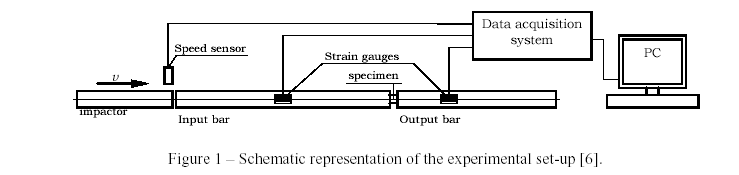 Data acquisition
system
Speed sensor
Strain gauges
PC
υ
specimen
impactor
Input bar
Output bar
Figure 1 – Schematic representation of the experimental set-up [6].